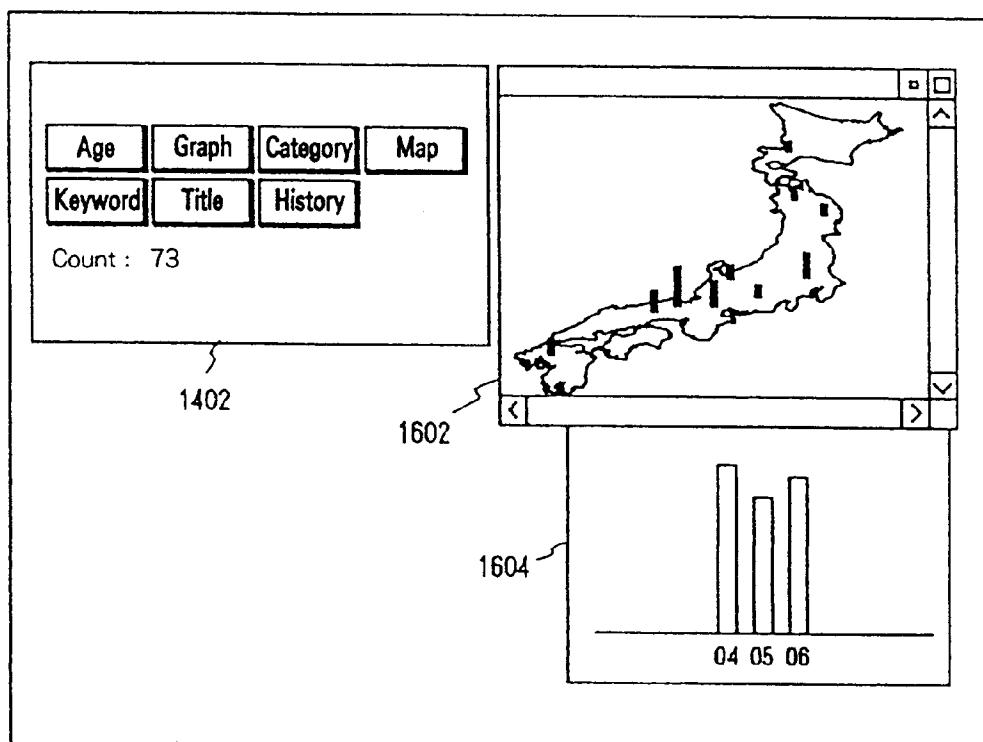 Age Graph Category Map
Keyword Title History
Count : 73
1402
1602
1604
04 05 06